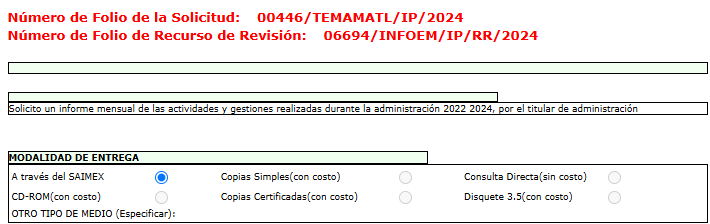 Número de Folio de la Solicitud: 00446/TEMAMATL/IP/2024
Número de Folio de Recurso de Revisión: 06694/INFOEM/IP/RR/2024
Solicito un informe mensual de las actividades y gestiones realizadas durante la administración 2022 2024, por el titular de administración
MODALIDAD DE ENTREGA
A través del SAIMEX Copias Simples(con costo) Consulta Directa(sin costo)
CD-ROM(con costo) Copias Certificadas(con costo) Disquete 3.5(con costo)
OTRO TIPO DE MEDIO (Especificar):